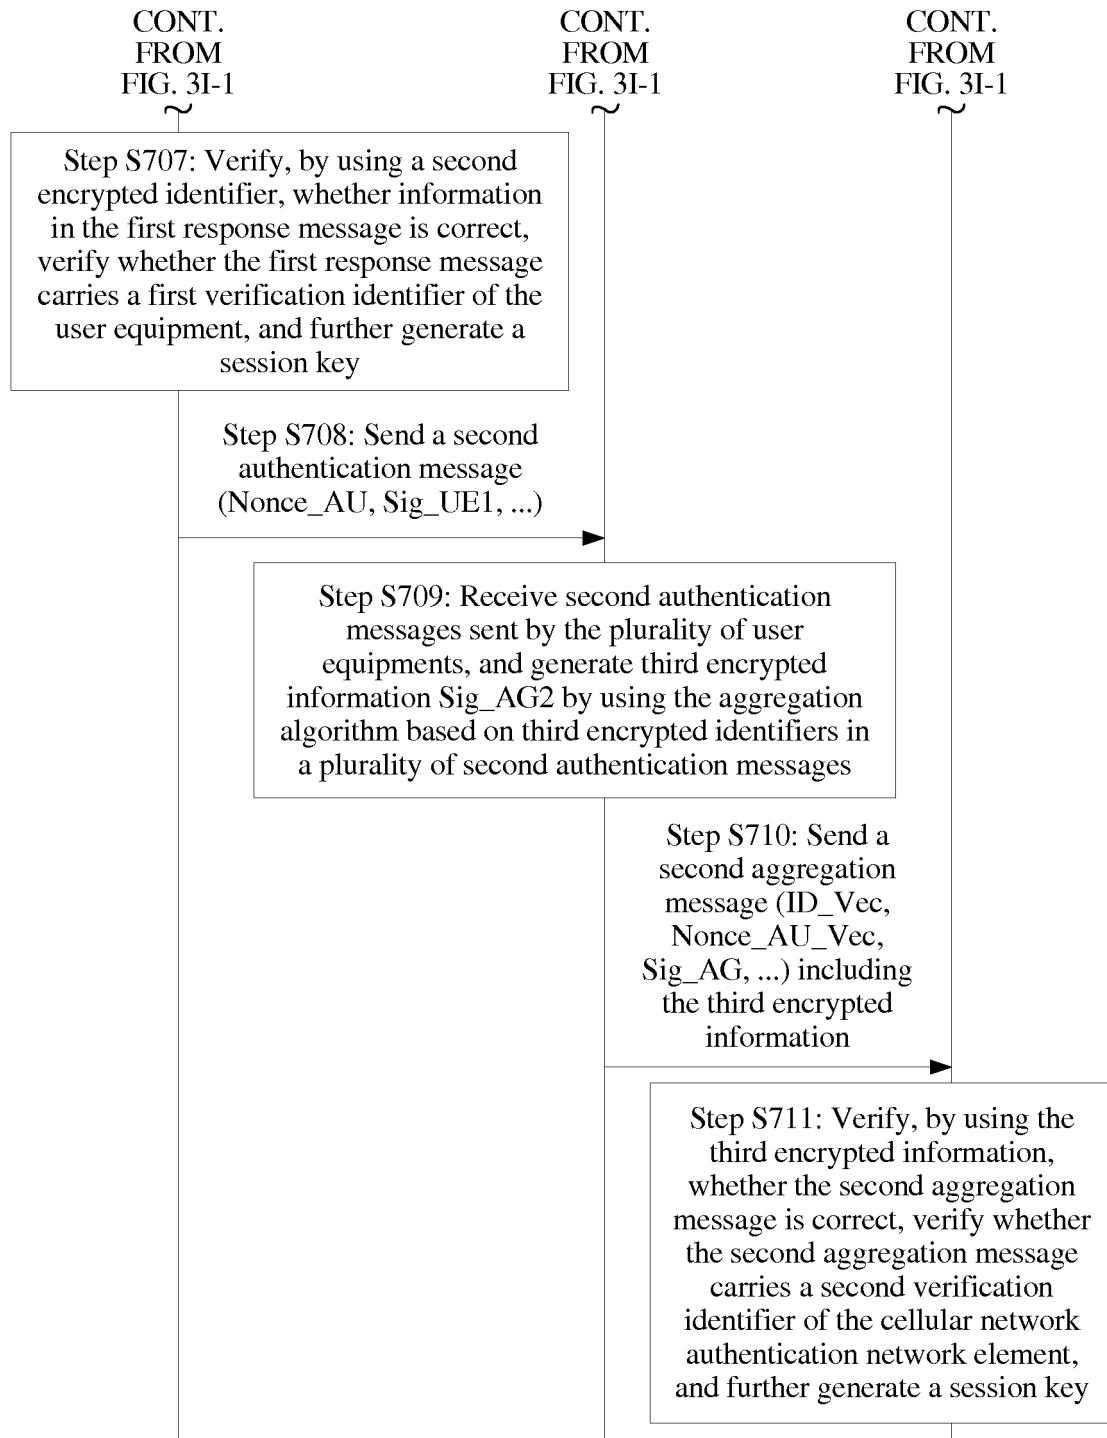 CONT.
FROM
FIG. 3I-1
CONT.
FROM
FIG. 3I-1
CONT.
FROM
FIG. 3I-1
Step S707: Verify, by using a second
encrypted identifier, whether information
in the first response message is correct,
verify whether the first response message
carries a first verification identifier of the
user equipment, and further generate a
session key
Step S708: Send a second
authentication message
(Nonce_AU, Sig_UE1, ...)
Step S709: Receive second authentication
messages sent by the plurality of user
equipments, and generate third encrypted
information Sig_AG2 by using the aggregation
algorithm based on third encrypted identifiers in
a plurality of second authentication messages
Step S710: Send a
second aggregation
message (ID_Vec,
Nonce_AU_Vec,
Sig_AG, ...) including
the third encrypted
information
Step S711: Verify, by using the
third encrypted information,
whether the second aggregation
message is correct, verify whether
the second aggregation message
carries a second verification
identifier of the cellular network
authentication network element,
and further generate a session key